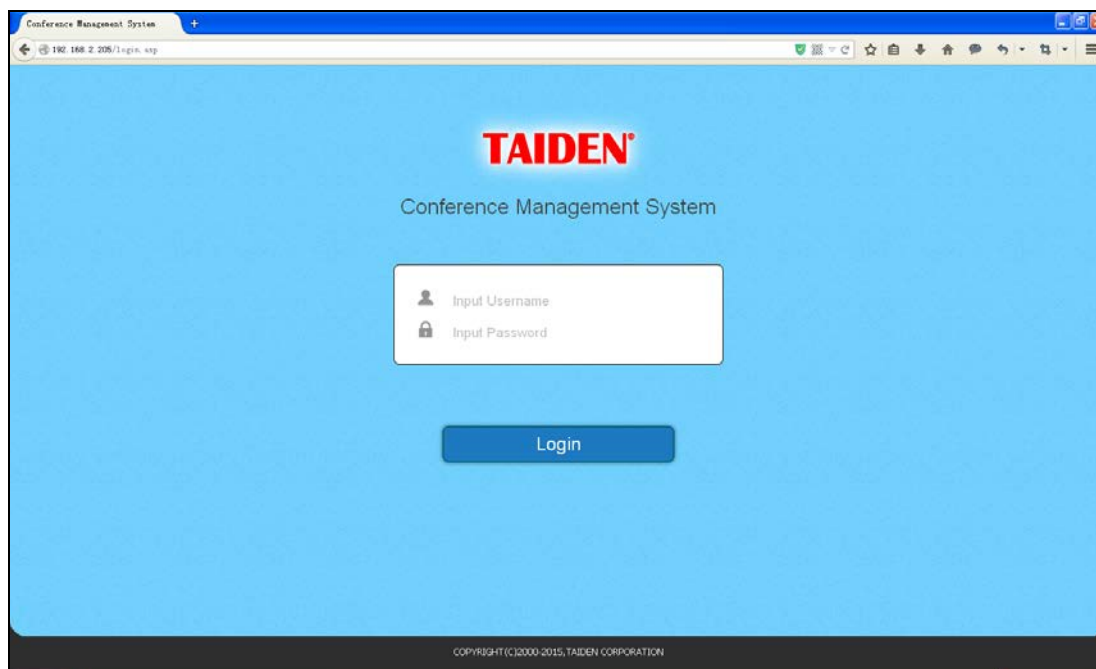 Conference Management System
192.168.2.205/login.asp
TAIDEN®
Conference Management System
Input Username
Input Password
Login
COPYRIGHT(C)2000-2015,TAIDEN CORPORATION